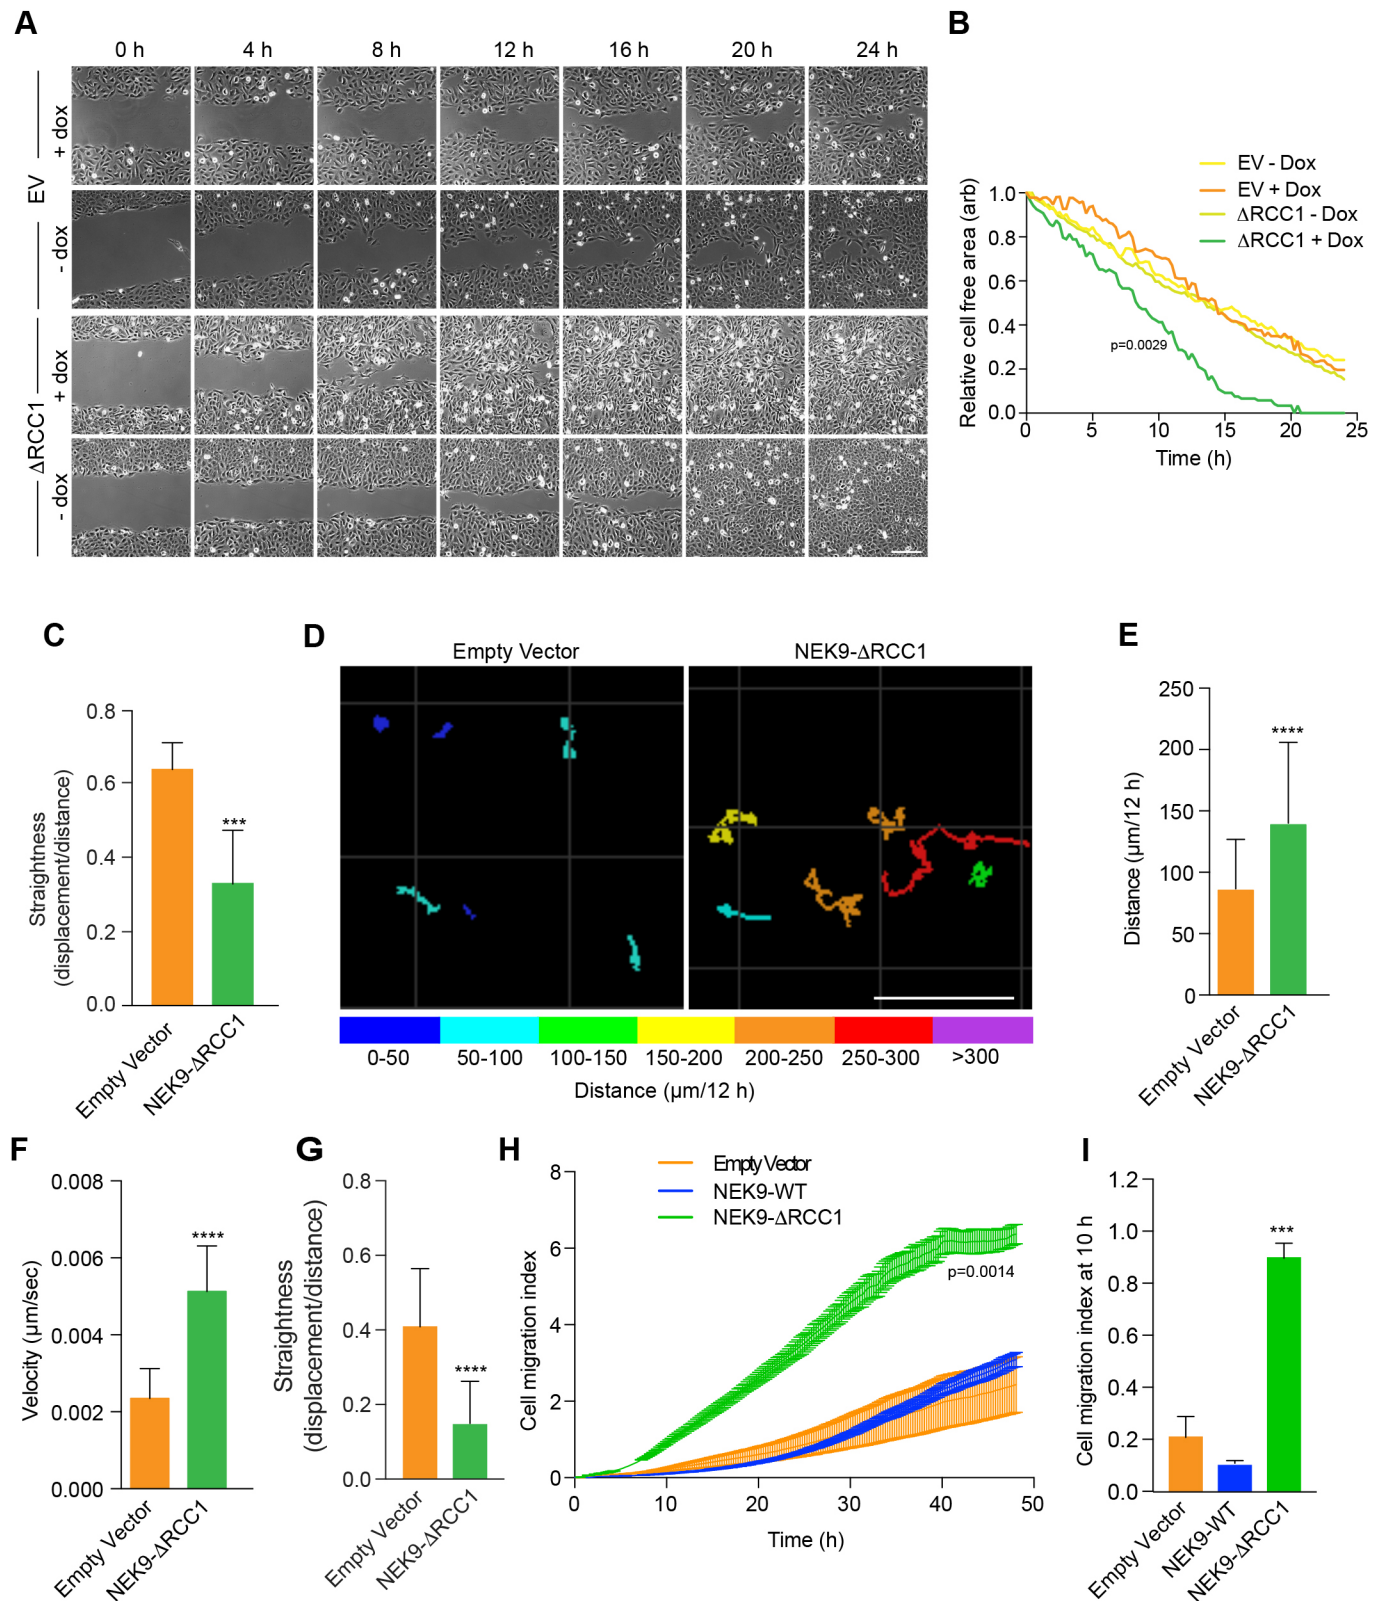 A
0 h 4 h 8 h 12 h 16 h 20 h 24 h
EV
+ dox
- dox
ΔRCC1
+ dox
- dox
B
EV - Dox
EV + Dox
ΔRCC1 - Dox
ΔRCC1 + Dox
Relative cell free area (arb)
1.0
0.8
0.6
0.4
0.2
0.0
p=0.0029
0 5 10 15 20 25
Time (h)
C
Straightness
(displacement/distance)
0.8
0.6
0.4
0.2
0.0
***
Empty Vector
NEK9-ΔRCC1
D
Empty Vector
NEK9-ΔRCC1
0-50 50-100 100-150 150-200 200-250 250-300 >300
Distance (µm/12 h)
E
Distance (µm/12 h)
250
200
150
100
50
0
****
Empty Vector
NEK9-ΔRCC1
F
Velocity (µm/sec)
0.008
0.006
0.004
0.002
0.000
****
Empty Vector
NEK9-ΔRCC1
G
Straightness
(displacement/distance)
0.8
0.6
0.4
0.2
0.0
****
Empty Vector
NEK9-ΔRCC1
H
Empty Vector
NEK9-WT
NEK9-ΔRCC1
Cell migration index
8
6
4
2
0
p=0.0014
0 10 20 30 40 50
Time (h)
I
Cell migration index at 10 h
1.2
1.0
0.8
0.6
0.4
0.2
0.0
***
Empty Vector
NEK9-WT
NEK9-ΔRCC1